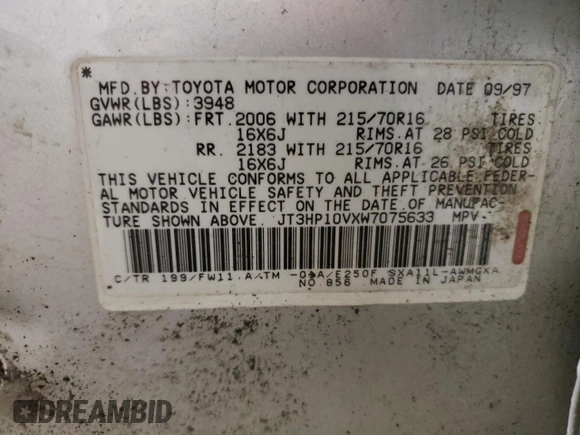 *
MFD. BY: TOYOTA MOTOR CORPORATION DATE 09/97
GVWR(LBS): 3948
GAWR(LBS): FRT. 2006 WITH 215/70R16 TIRES
16X6J RIMS. AT 28 PSI COLD
RR. 2183 WITH 215/70R16 TIRES
16X6J RIMS. AT 26 PSI COLD
THIS VEHICLE CONFORMS TO ALL APPLICABLE FEDER-
AL MOTOR VEHICLE SAFETY AND THEFT PREVENTION
STANDARDS IN EFFECT ON THE DATE OF MANUFAC-
TURE SHOWN ABOVE. JT3HP10VXW7075633 MPV
C/TR 199/FW11 A/TM -03A/E250F SXA11L-AWMGKA
NO. 856 MADE IN JAPAN
DREAMBID